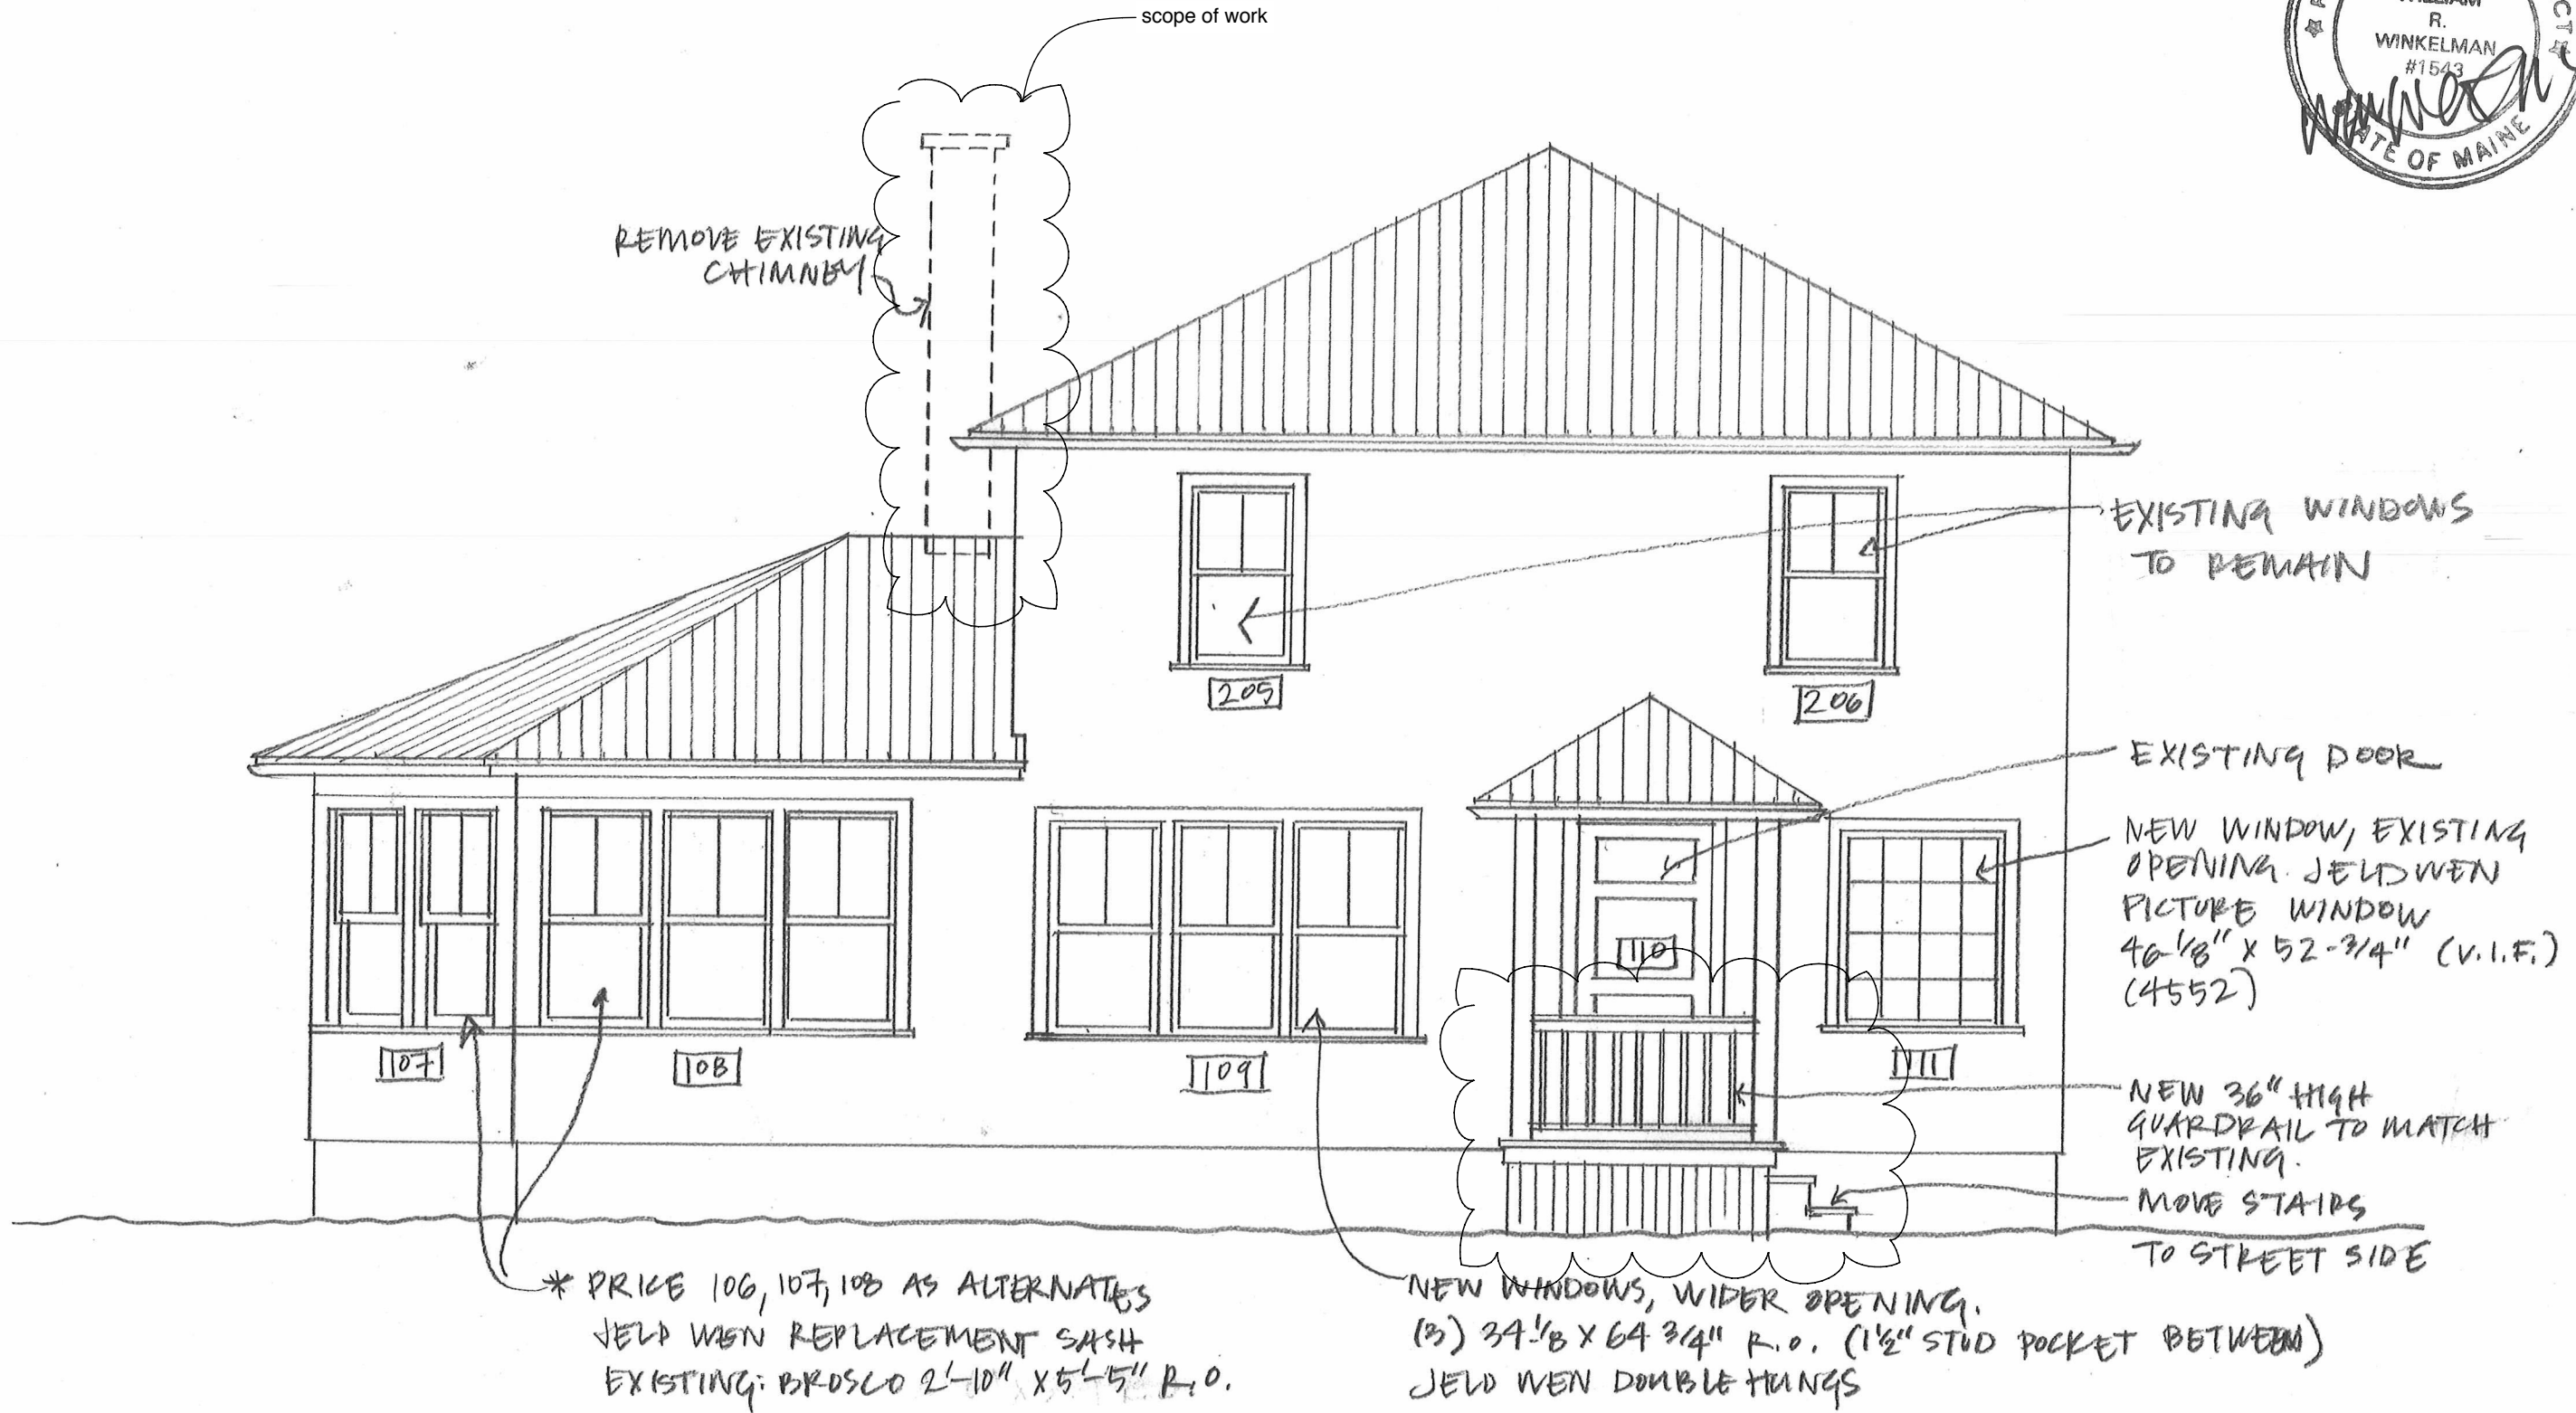 scope of work
R.
WINKELMAN
#1543
STATE OF MAINE
REMOVE EXISTING
CHIMNEY
EXISTING WINDOWS
TO REMAIN
205
206
EXISTING DOOR
NEW WINDOW, EXISTING
OPENING. JELDWEN
PICTURE WINDOW
46-1/8" X 52-3/4" (V.I.F.)
(4552)
110
107
108
109
111
NEW 36" HIGH
GUARDRAIL TO MATCH
EXISTING.
MOVE STAIRS
TO STREET SIDE
* PRICE 106, 107, 108 AS ALTERNATES
JELD WEN REPLACEMENT SASH
EXISTING: BROSCO 2'-10" X 5'-5" R.O.
NEW WINDOWS, WIDER OPENING.
(3) 34-1/8 X 64 3/4" R.O. (1 1/2" STUD POCKET BETWEEN)
JELD WEN DOUBLE HUNGS